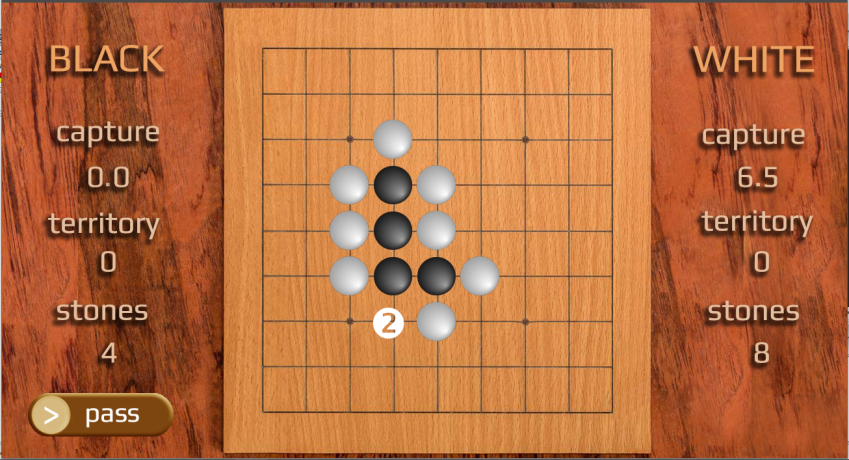 BLACK
capture
0.0
territory
0
stones
4
> pass
2
WHITE
capture
6.5
territory
0
stones
8